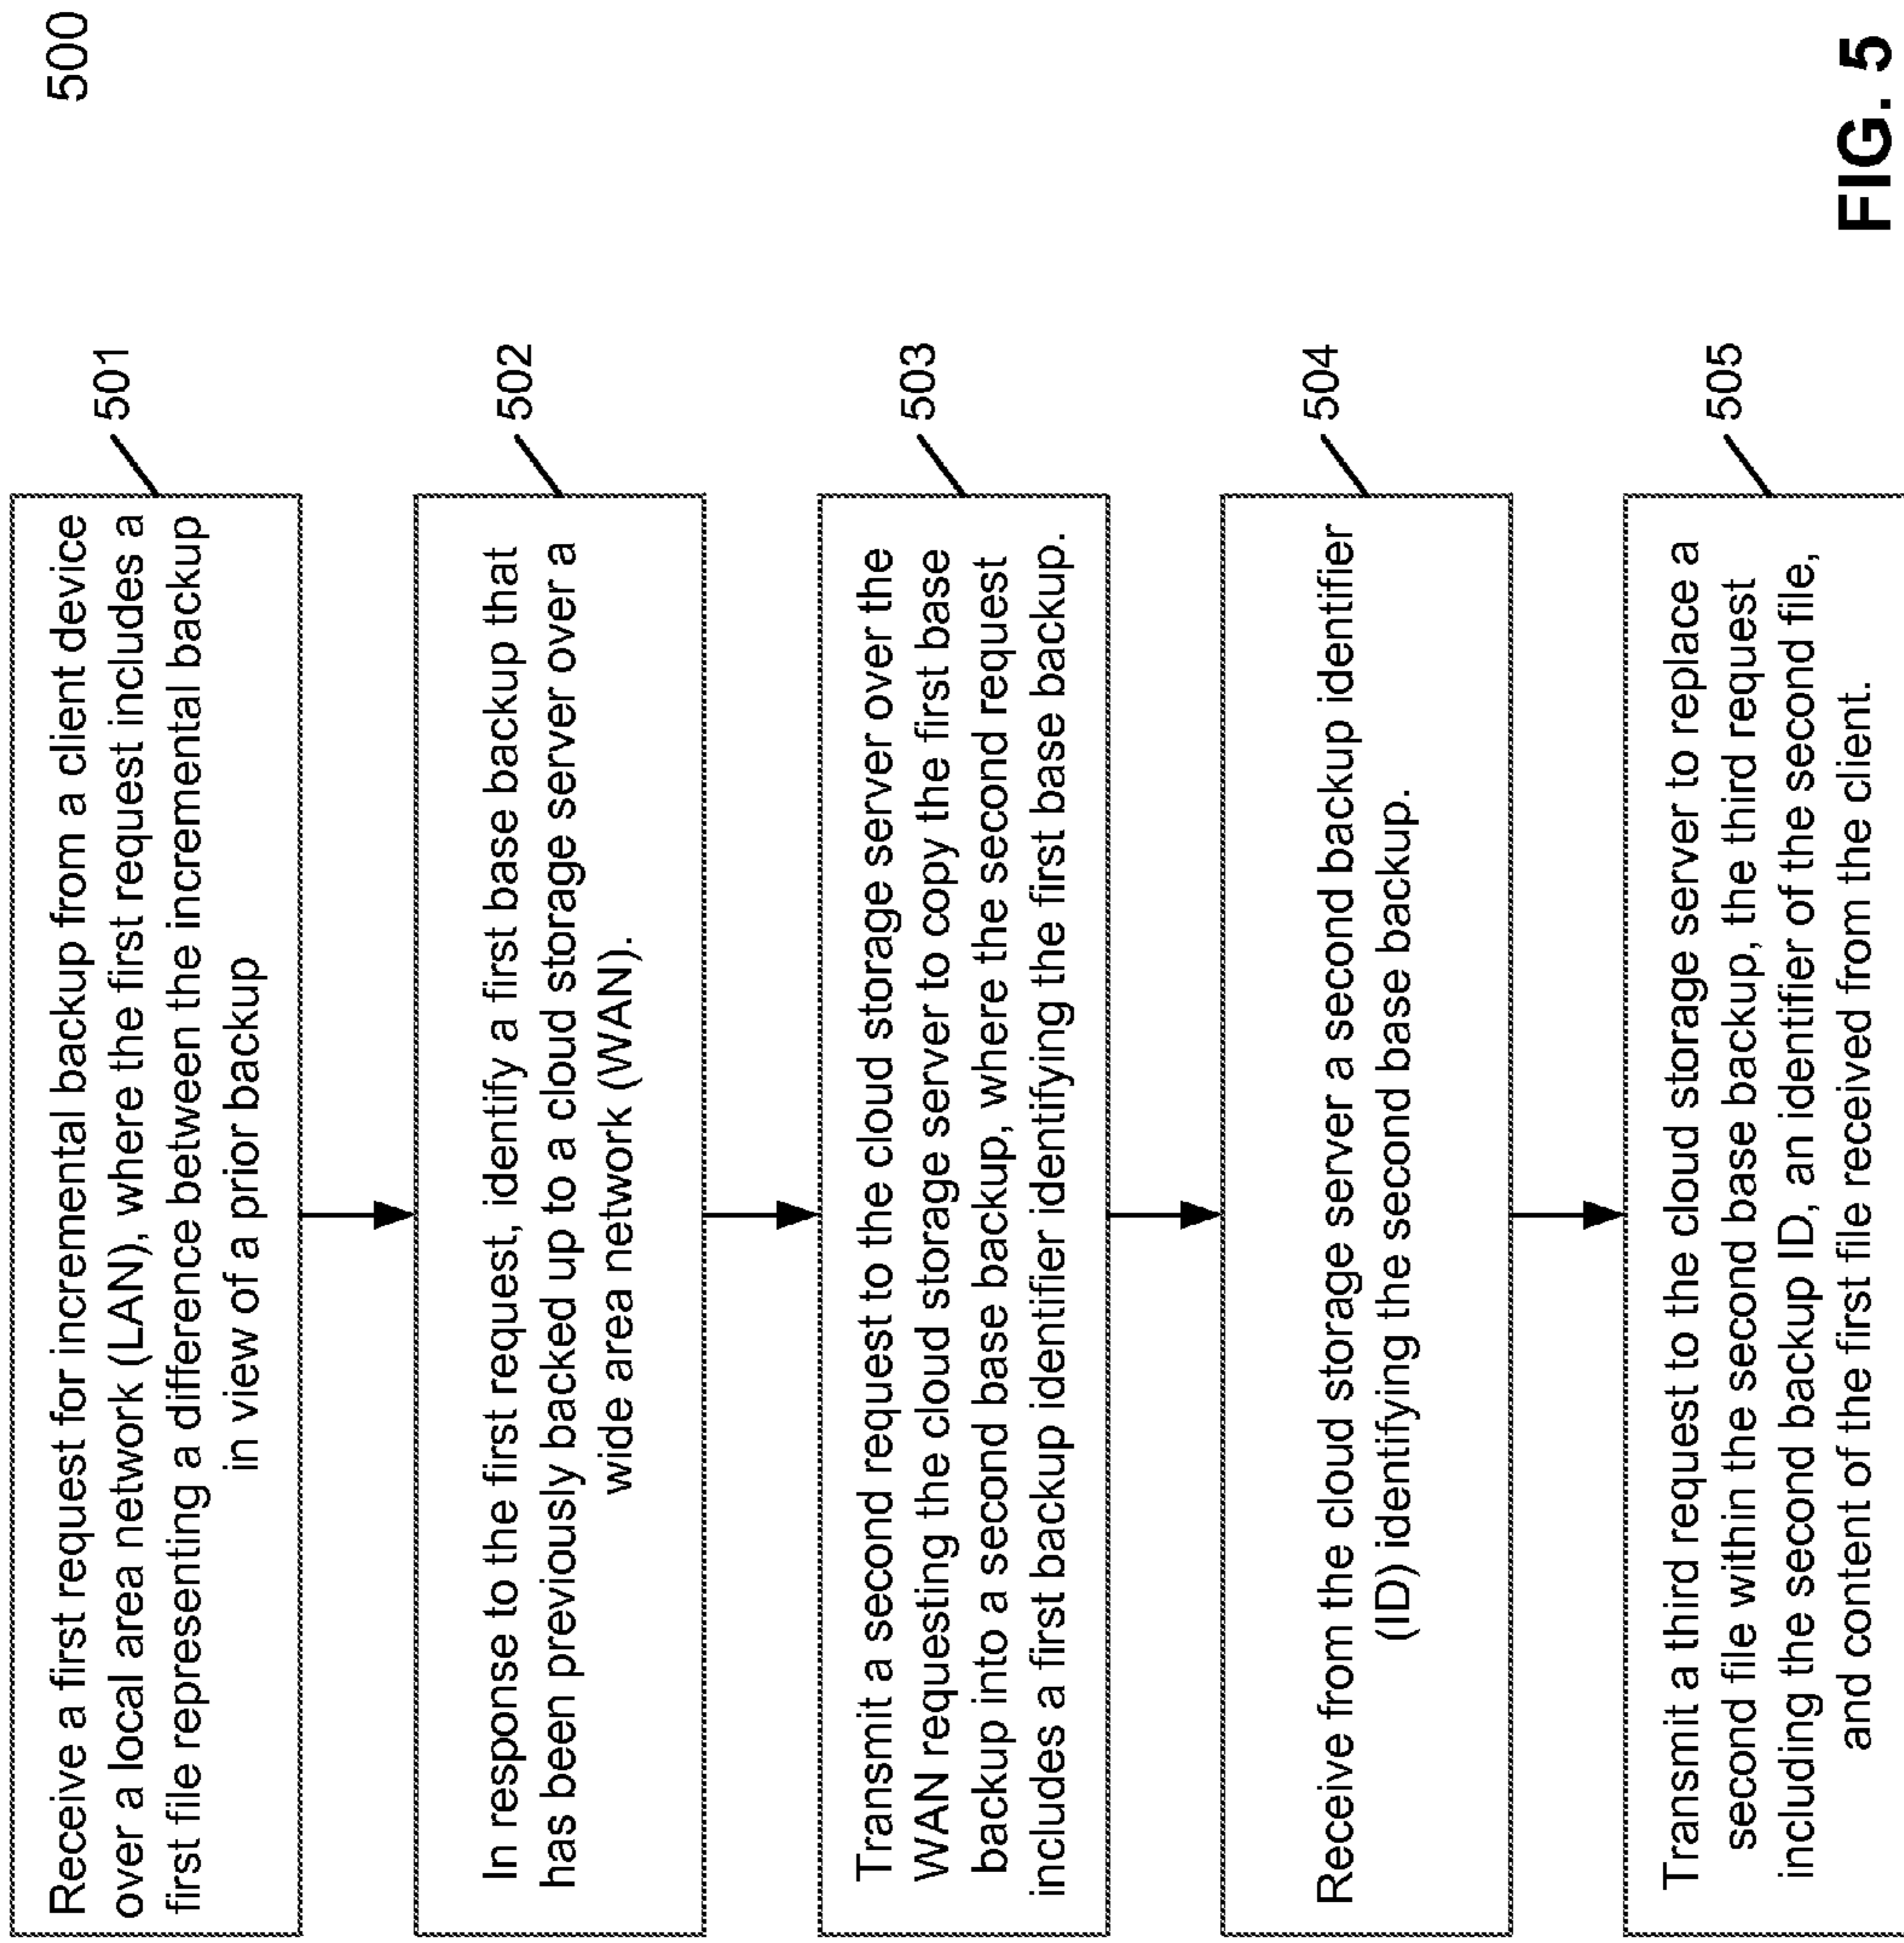 500
Receive a first request for incremental backup from a client device
over a local area network (LAN), where the first request includes a
first file representing a difference between the incremental backup
in view of a prior backup
501
In response to the first request, identify a first base backup that
has been previously backed up to a cloud storage server over a
wide area network (WAN).
502
Transmit a second request to the cloud storage server over the
WAN requesting the cloud storage server to copy the first base
backup into a second base backup, where the second request
includes a first backup identifier identifying the first base backup.
503
Receive from the cloud storage server a second backup identifier
(ID) identifying the second base backup.
504
Transmit a third request to the cloud storage server to replace a
second file within the second base backup, the third request
including the second backup ID, an identifier of the second file,
and content of the first file received from the client.
505
FIG. 5